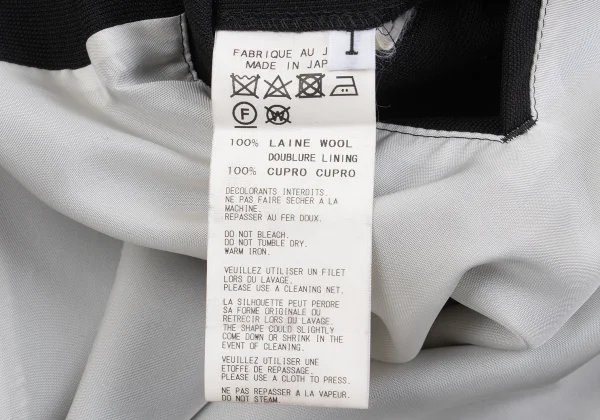 FABRIQUE AU J
I
MADE IN JAP
F
W
100% LAINE WOOL
DOUBLURE LINING
100% CUPRO CUPRO
DECOLORANTS INTERDITS.
NE PAS FAIRE SECHER A LA
MACHINE.
REPASSER AU FER DOUX.
DO NOT BLEACH.
DO NOT TUMBLE DRY.
WARM IRON.
VEUILLEZ UTILISER UN FILET
LORS DU LAVAGE.
PLEASE USE A CLEANING NET.
LA SILHOUETTE PEUT PERDRE
SA FORME ORIGINALE OU
RETRECIR LORS DU LAVAGE.
THE SHAPE COULD SLIGHTLY
COME DOWN OR SHRINK IN THE
EVENT OF CLEANING.
VEUILLEZ UTILISER UNE
ETOFFE DE REPASSAGE.
PLEASE USE A CLOTH TO PRESS.
NE PAS REPASSER A LA VAPEUR.
DO NOT STEAM.